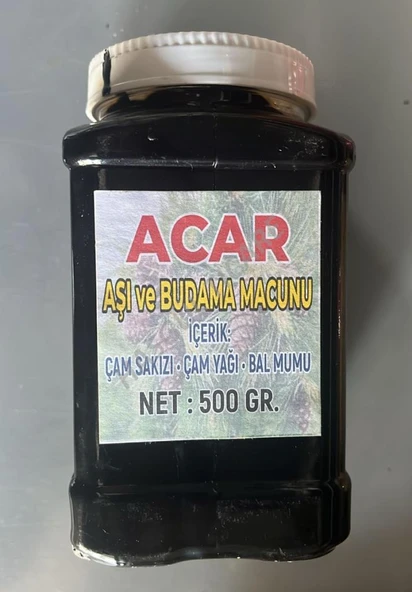 ACAR
AŞI ve BUDAMA MACUNU
İÇERİK:
ÇAM SAKIZI · ÇAM YAĞI · BAL MUMU
NET : 500 GR.